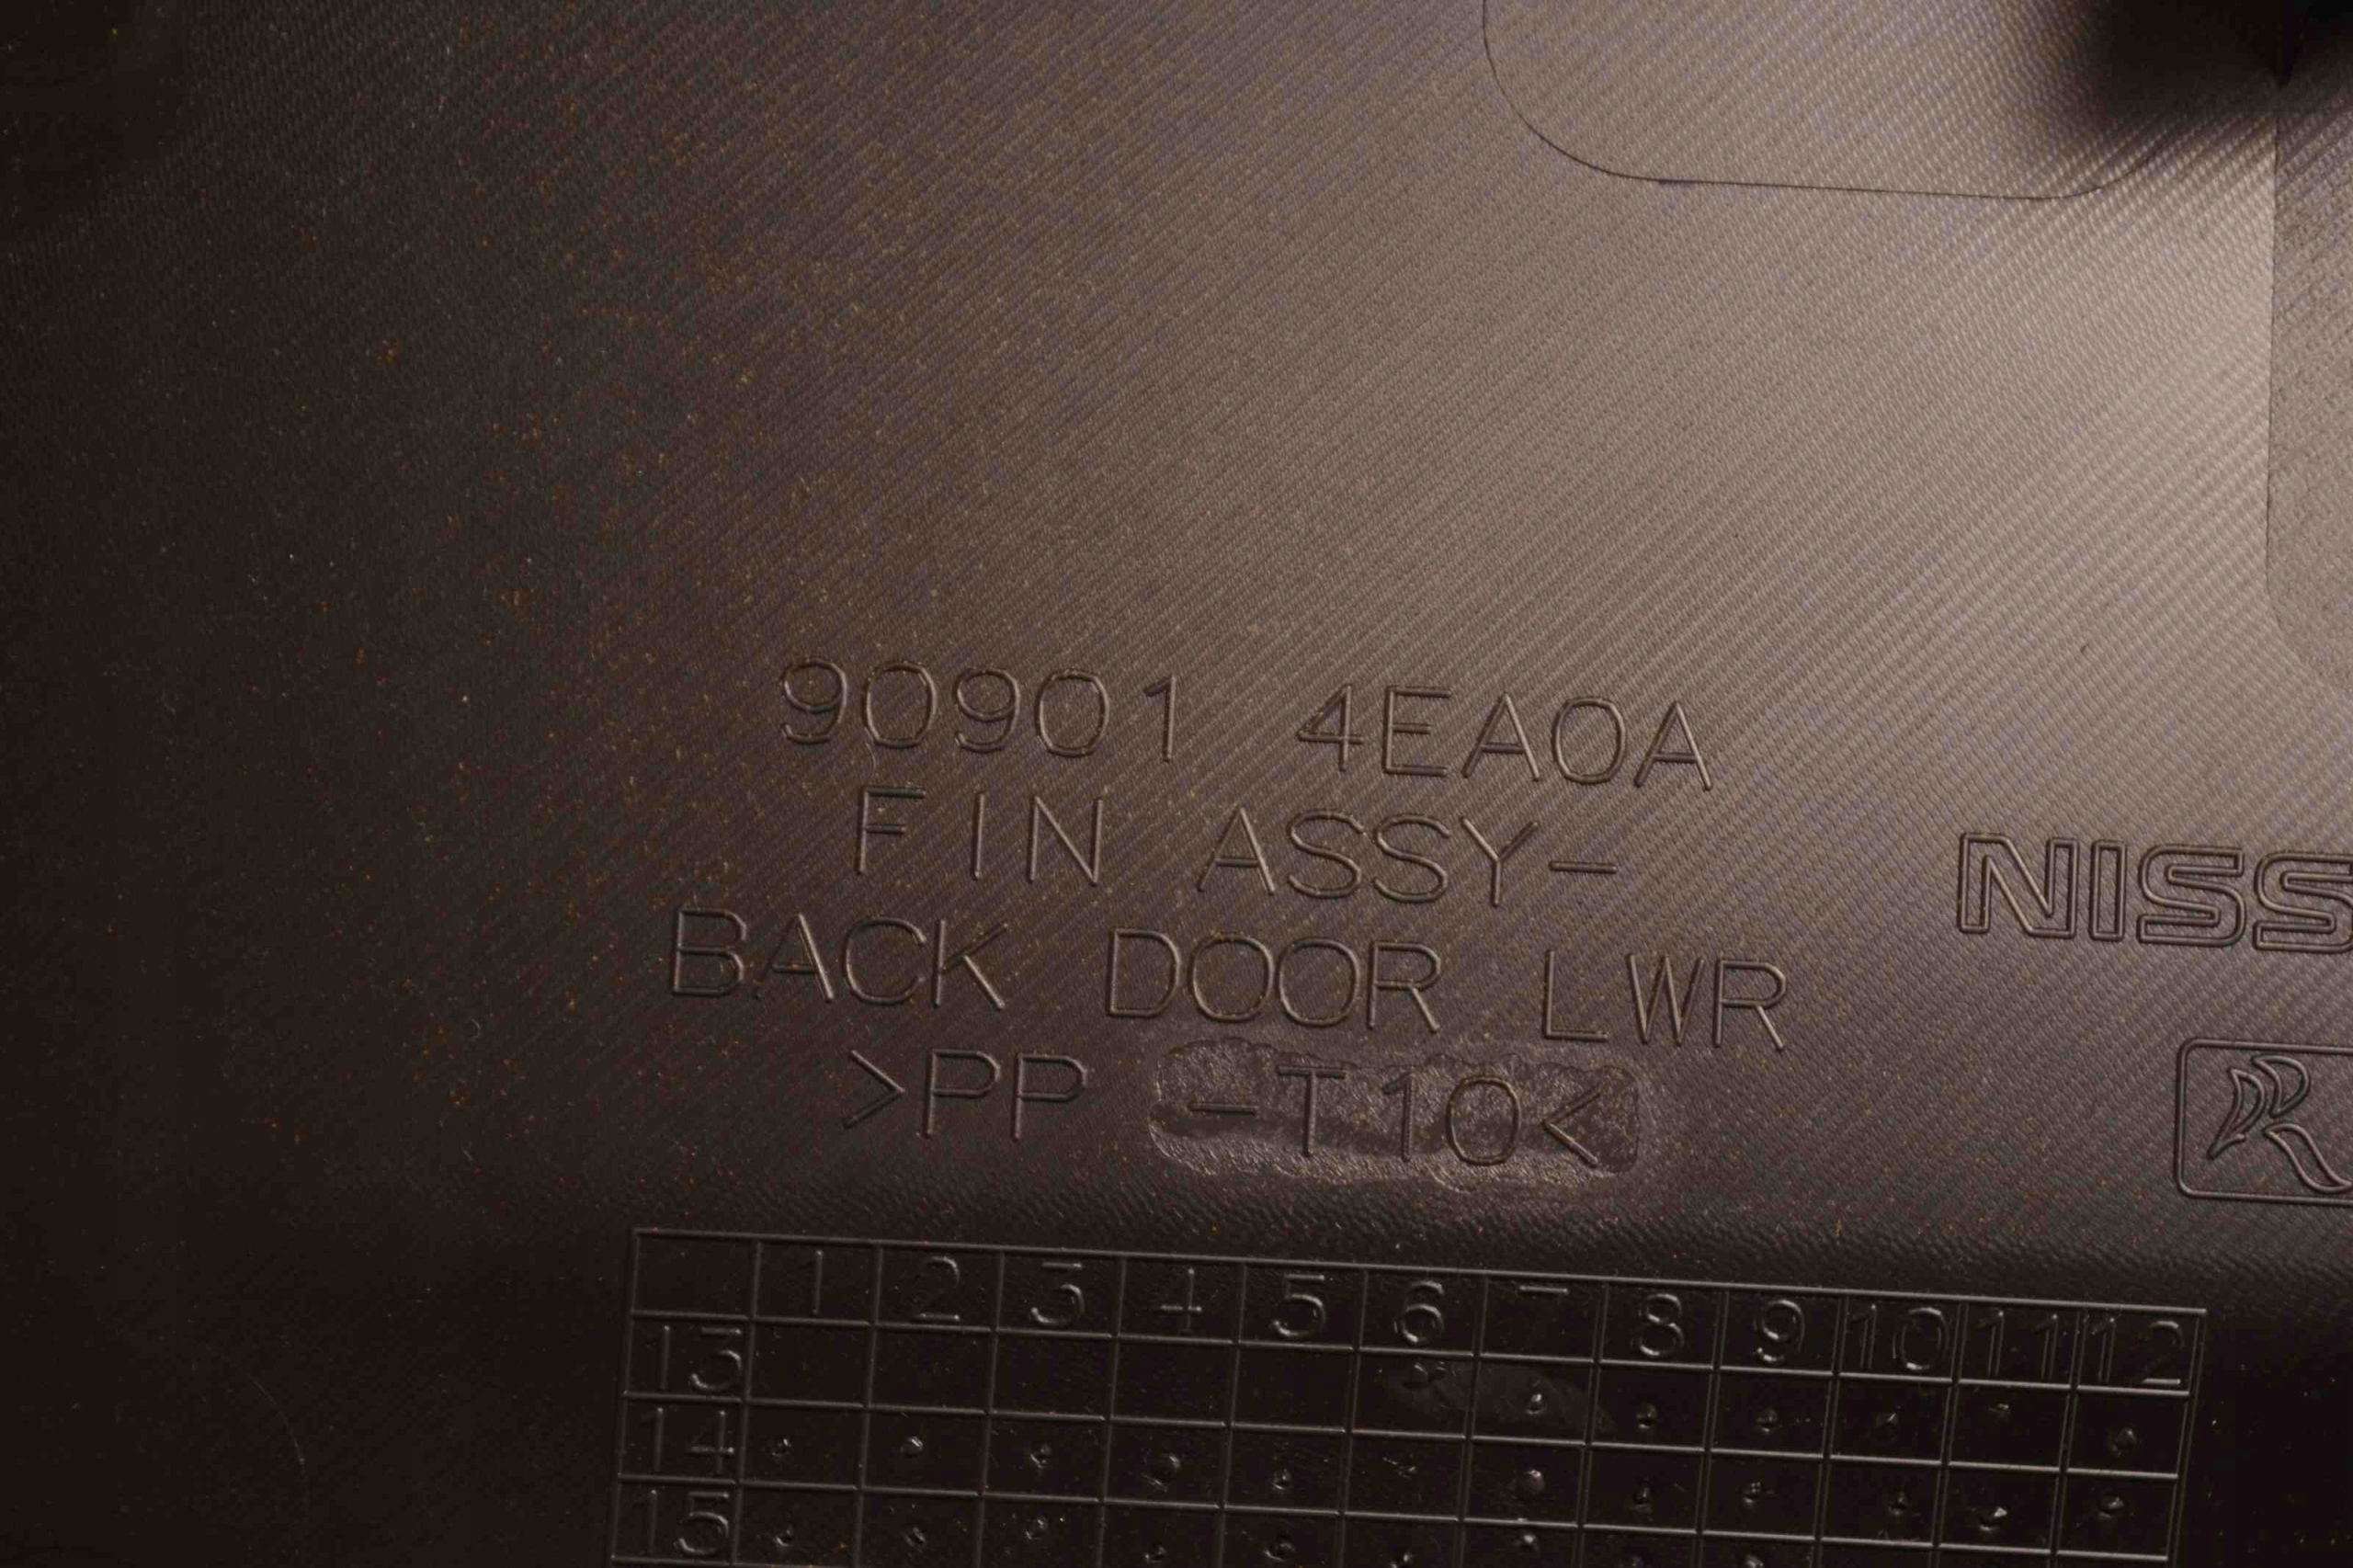 90901 4EA0A
FIN ASSY-
BACK DOOR LWR
>PP -T10<
NISS
1 2 3 4 5 6 7 8 9 10 11 12
13
14
15